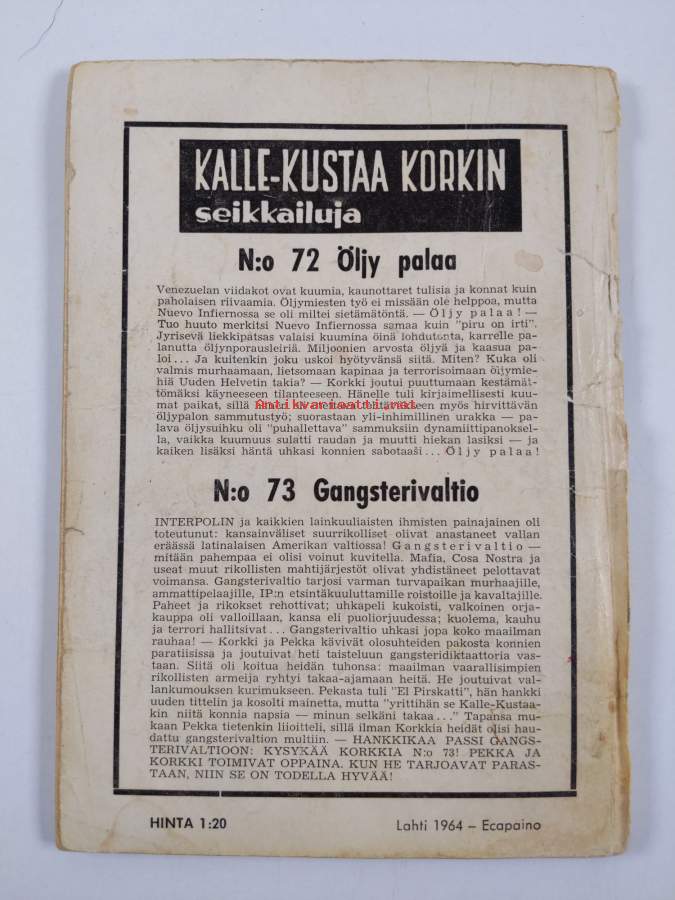 KALLE-KUSTAA KORKIN
seikkailuja
N:o 72 Öljy palaa
Venezuelan viidakot ovat kuumia, kaunottaret tulisia ja konnat kuin
paholaisen riivaamia. Öljymiesten työ ei missään ole helppoa, mutta
Nuevo Infiernossa se oli miltei sietämätöntä. — Öljy palaa! —
Tuo huuto merkitsi Nuevo Infiernossa samaa kuin "piru on irti".
Jyrisevä liekkipatsas valaisi kuumina öinä lohdutonta, karrelle pa-
lanutta öljynporausleiriä. Miljoonien arvosta öljyä ja kaasua pa-
loi... Ja kuitenkin joku uskoi hyötyvänsä siitä. Miten? Kuka oli
valmis murhaamaan, lietsomaan kapinaa ja terrorisoimaan öljymie-
hiä Uuden Helvetin takia? — Korkki joutui puuttumaan kestämät-
tömäksi käyneeseen tilanteeseen. Hänelle tuli kirjaimellisesti kuu-
mat paikat, sillä hänen oli otettava tehtäväkseen myös hirvittävän
öljypalon sammutustyö; suorastaan yli-inhimillinen urakka — pa-
lava öljysuihku oli "puhallettava" sammuksiin dynamiittipanoksel-
la, vaikka kuumuus sulatti raudan ja muutti hiekan lasiksi — ja
kaiken lisäksi häntä uhkasi konnien sabotaaši... Öljy palaa!
Antikvariaatti.net
N:o 73 Gangsterivaltio
INTERPOLIN ja kaikkien lainkuuliaisten ihmisten painajainen oli
toteutunut: kansainväliset suurrikolliset olivat anastaneet vallan
eräässä latinalaisen Amerikan valtiossa! Gangsterivaltio —
mitään pahempaa ei olisi voinut kuvitella. Mafia, Cosa Nostra ja
useat muut rikollisten mahtijärjestöt olivat yhdistäneet pelottavat
voimansa. Gangsterivaltio tarjosi varman turvapaikan murhaajille,
ammattipelaajille, IP:n etsintäkuuluttamille roistoille ja kavaltajille.
Paheet ja rikokset rehottivat; uhkapeli kukoisti, valkoinen orja-
kauppa oli valloillaan, kansa eli puoliorjuudessa; kuolema, kauhu
ja terrori hallitsivat... Gangsterivaltio uhkasi jopa koko maailman
rauhaa! — Korkki ja Pekka kävivät olosuhteiden pakosta konnien
paratiisissa ja joutuivat heti taisteluun gangsteridiktaattoria vas-
taan. Siitä oli koitua heidän tuhonsa: maailman vaarallisimpien
rikollisten armeija ryhtyi takaa-ajamaan heitä. He joutuivat val-
lankumouksen kurimukseen. Pekasta tuli "El Pirskatti", hän hankki
uuden tittelin ja kosolti mainetta, mutta "yrittihän se Kalle-Kustaa-
kin niitä konnia napsia — minun selkäni takaa..." Tapansa mu-
kaan Pekka tietenkin liioitteli, sillä ilman Korkkia heidät olisi hau-
dattu gangsterivaltion multiin. — HANKKIKAA PASSI GANGS-
TERIVALTIOON: KYSYKÄÄ KORKKIA N:o 73! PEKKA JA
KORKKI TOIMIVAT OPPAINA. KUN HE TARJOAVAT PARAS-
TAAN, NIIN SE ON TODELLA HYVÄÄ!
HINTA 1:20
Lahti 1964 – Ecapaino